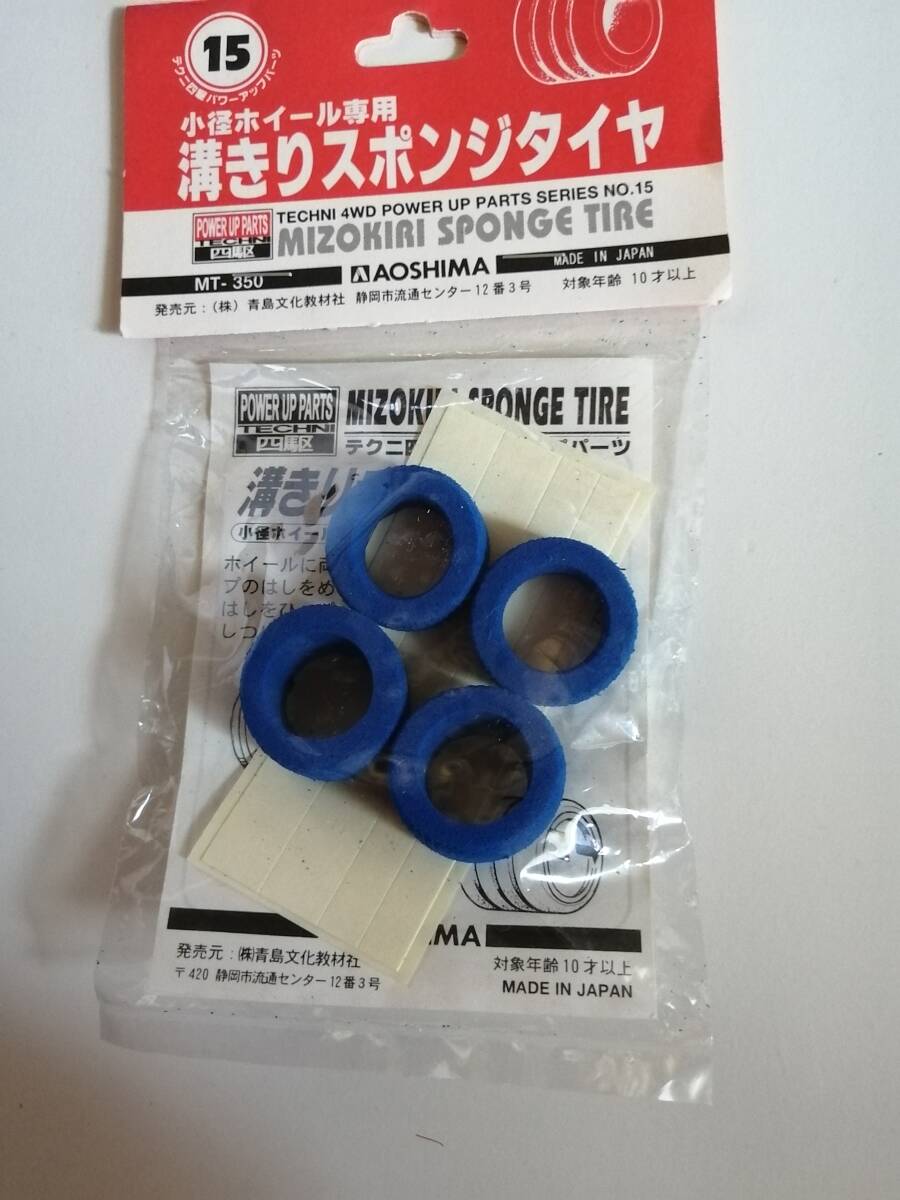 15
テクニ四駆パワーアップパーツ
小径ホイール専用
溝きりスポンジタイヤ
POWER UP PARTS
TECHNI
四駆
TECHNI 4WD POWER UP PARTS SERIES NO.15
MIZOKIRI SPONGE TIRE
MT- 350
AOSHIMA
MADE IN JAPAN
発売元:(株) 青島文化教材社 静岡市流通センター12番3号 対象年齢 10才以上
POWER UP PARTS
TECHNI
四駆
MIZOKIRI SPONGE TIRE
テクニ四 パーツ
溝きり
小径ホイール
ホイールに両
プのはしをめ
はしをひ
しつ
MA
発売元:㈱青島文化教材社
〒420 静岡市流通センター12番3号
対象年齢10才以上
MADE IN JAPAN